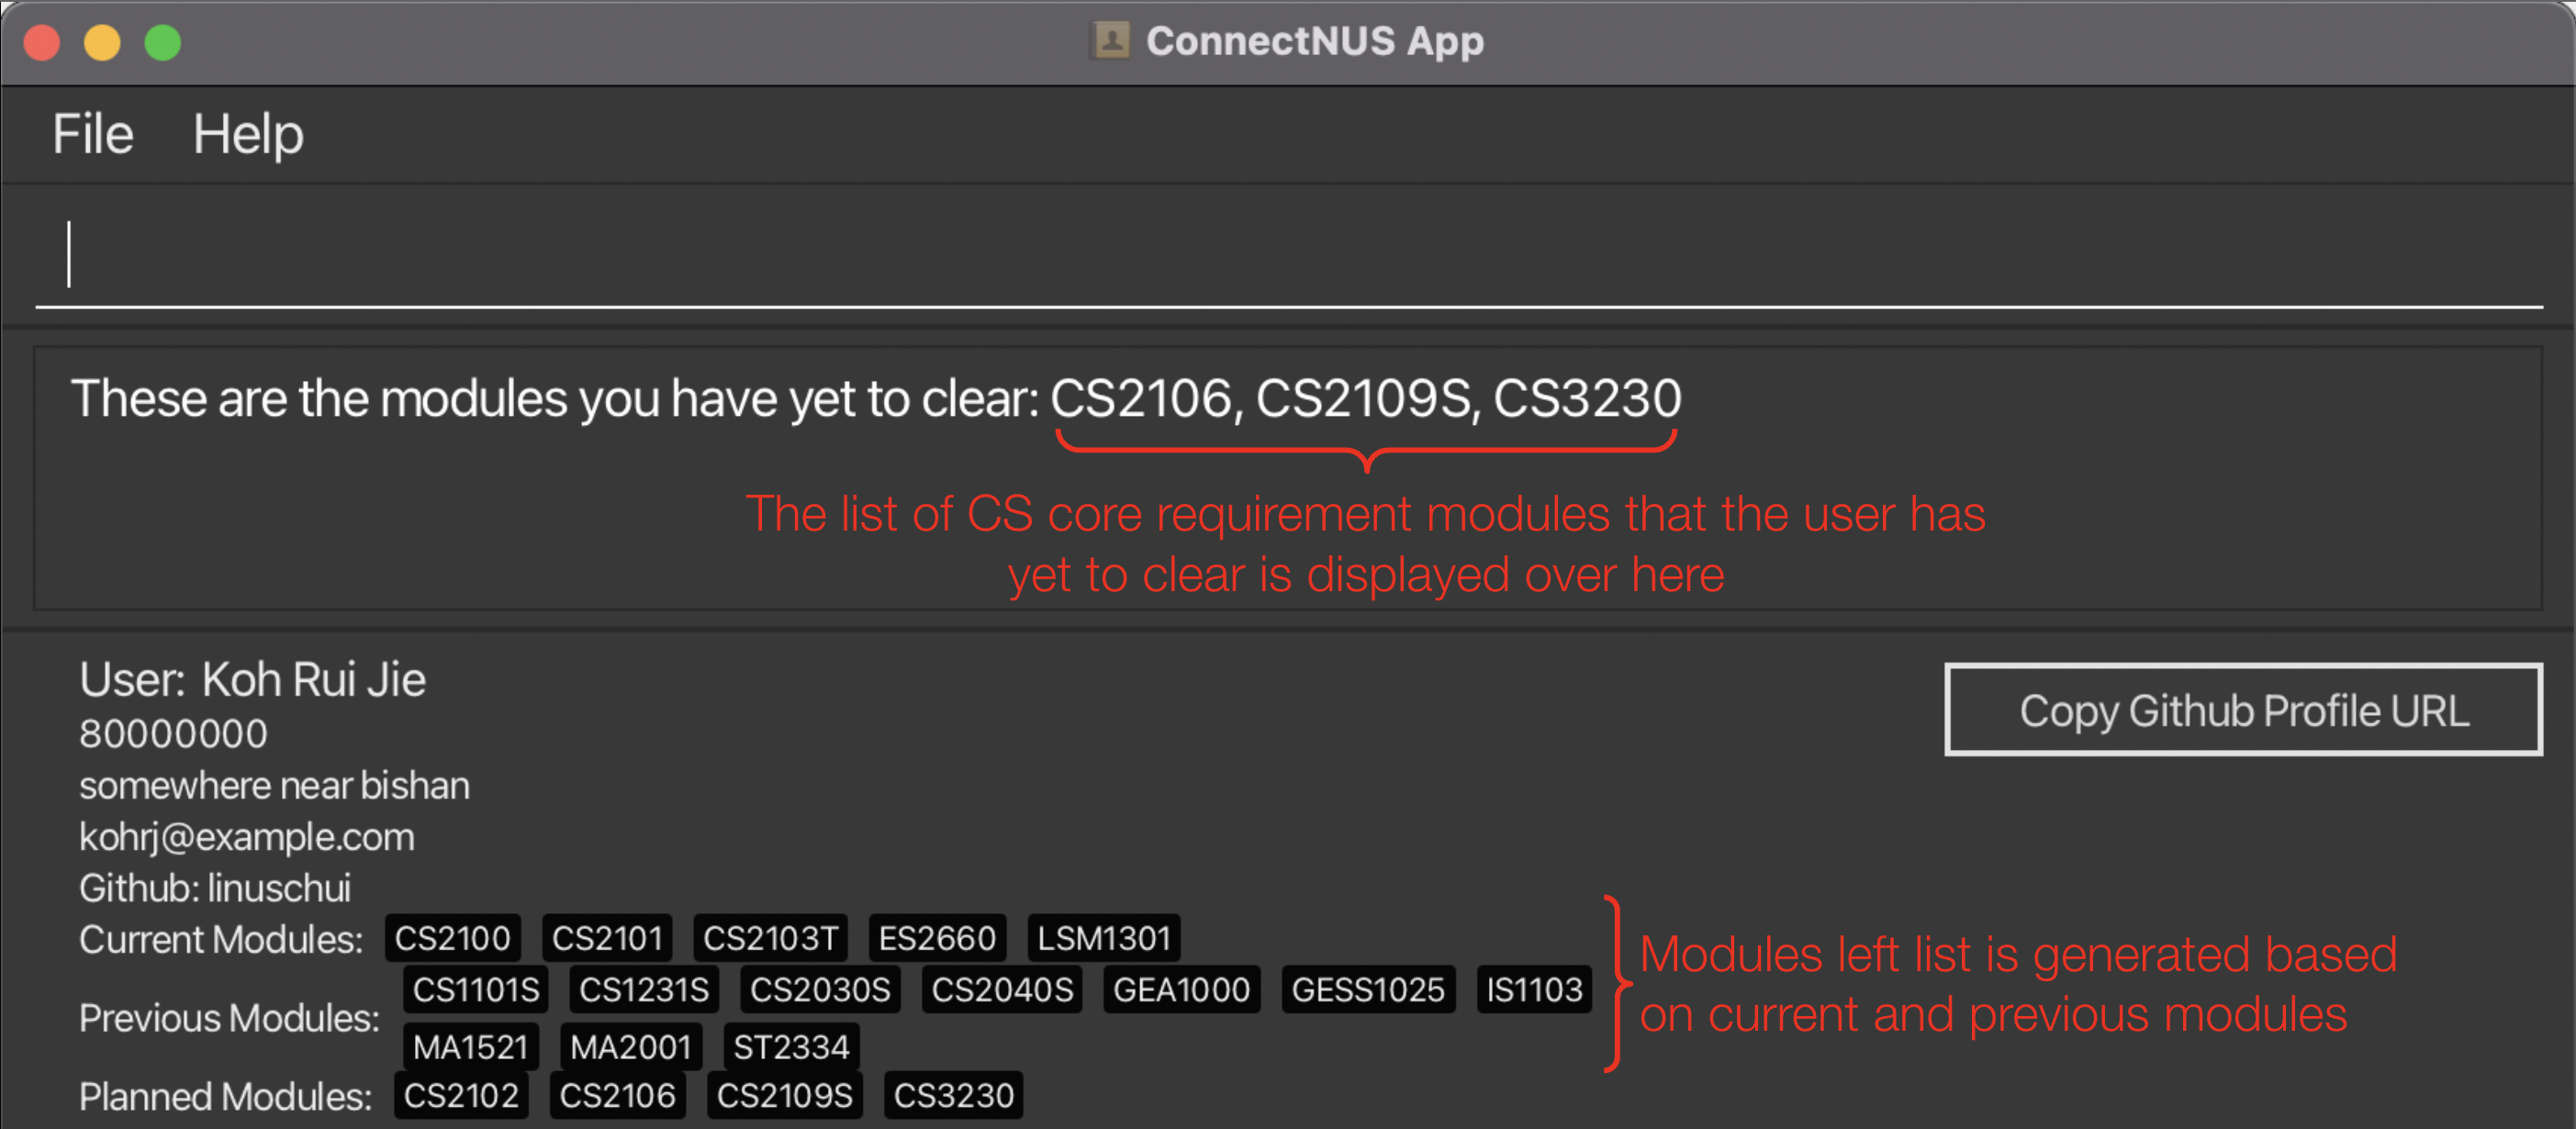 ConnectNUS App
File Help
These are the modules you have yet to clear: CS2106, CS2109S, CS3230
The list of CS core requirement modules that the user has
yet to clear is displayed over here
User: Koh Rui Jie
Copy Github Profile URL
80000000
somewhere near bishan
kohrj@example.com
Github: linuschui
Current Modules: CS2100 CS2101 CS2103T ES2660 LSM1301
Previous Modules: CS1101S CS1231S CS2030S CS2040S GEA1000 GESS1025 IS1103
MA1521 MA2001 ST2334
Modules left list is generated based
on current and previous modules
Planned Modules: CS2102 CS2106 CS2109S CS3230